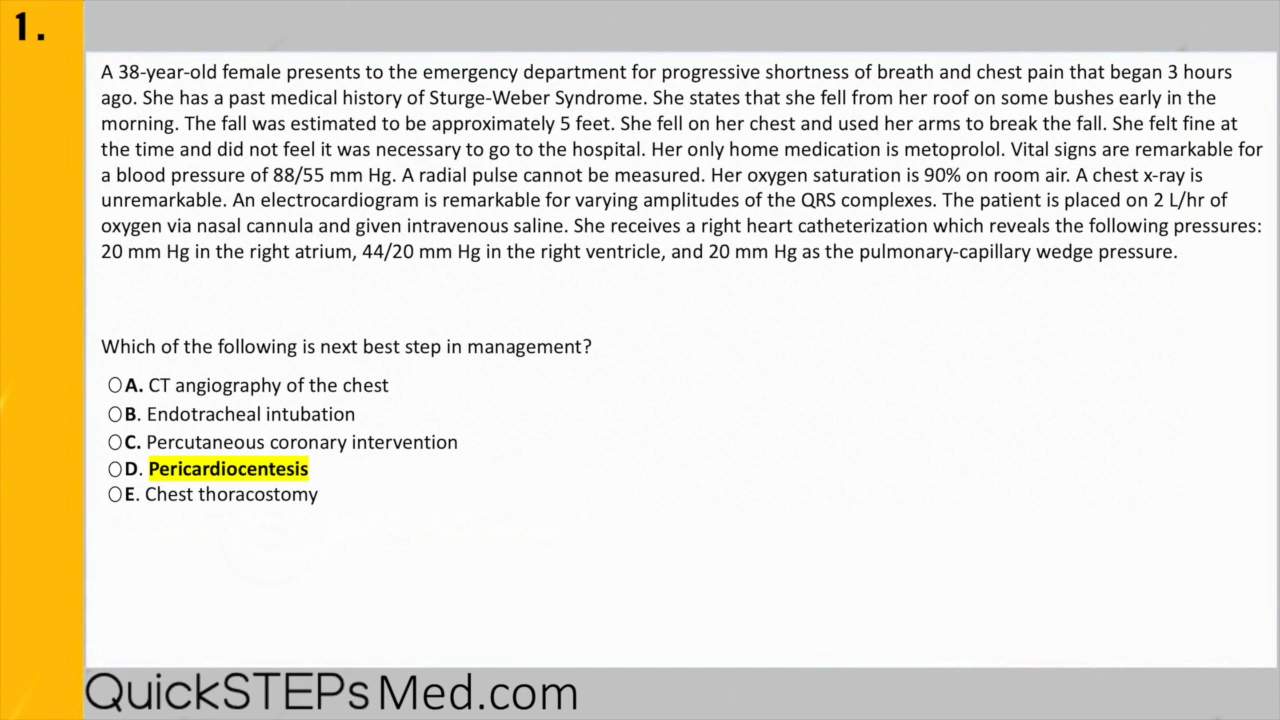 1.
A 38-year-old female presents to the emergency department for progressive shortness of breath and chest pain that began 3 hours
ago. She has a past medical history of Sturge-Weber Syndrome. She states that she fell from her roof on some bushes early in the
morning. The fall was estimated to be approximately 5 feet. She fell on her chest and used her arms to break the fall. She felt fine at
the time and did not feel it was necessary to go to the hospital. Her only home medication is metoprolol. Vital signs are remarkable for
a blood pressure of 88/55 mm Hg. A radial pulse cannot be measured. Her oxygen saturation is 90% on room air. A chest x-ray is
unremarkable. An electrocardiogram is remarkable for varying amplitudes of the QRS complexes. The patient is placed on 2 L/hr of
oxygen via nasal cannula and given intravenous saline. She receives a right heart catheterization which reveals the following pressures:
20 mm Hg in the right atrium, 44/20 mm Hg in the right ventricle, and 20 mm Hg as the pulmonary-capillary wedge pressure.
Which of the following is next best step in management?
A. CT angiography of the chest
B. Endotracheal intubation
C. Percutaneous coronary intervention
D. Pericardiocentesis
E. Chest thoracostomy
QuickSTEPsMed.com